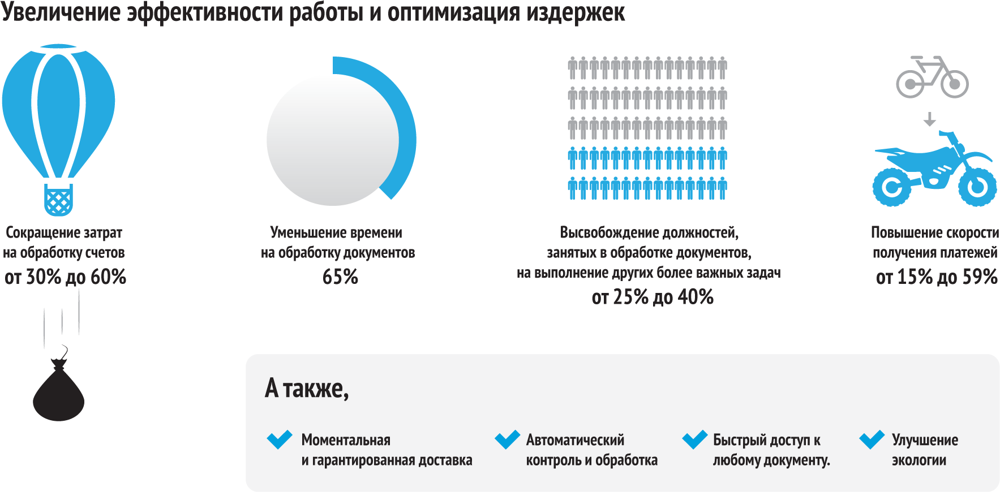 Увеличение эффективности работы и оптимизация издержек
Сокращение затрат
на обработку счетов
от 30% до 60%
Уменьшение времени
на обработку документов
65%
Высвобождение должностей,
занятых в обработке документов,
на выполнение других более важных задач
от 25% до 40%
Повышение скорости
получения платежей
от 15% до 59%
А также,
Моментальная
и гарантированная доставка
Автоматический
контроль и обработка
Быстрый доступ к
любому документу.
Улучшение
экологии